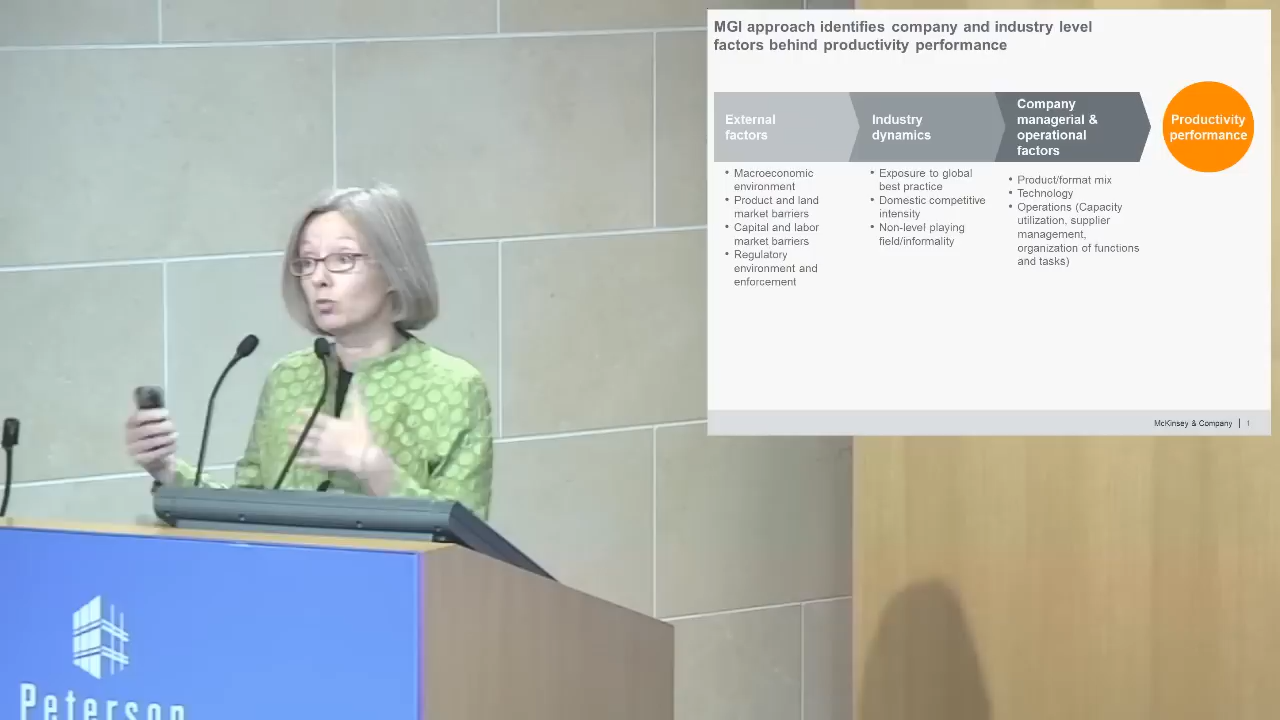 MGI approach identifies company and industry level
factors behind productivity performance
External
factors
• Macroeconomic
environment
• Product and land
market barriers
• Capital and labor
market barriers
• Regulatory
environment and
enforcement
Industry
dynamics
• Exposure to global
best practice
• Domestic competitive
intensity
• Non-level playing
field/informality
Company
managerial &
operational
factors
• Product/format mix
• Technology
• Operations (Capacity
utilization, supplier
management,
organization of functions
and tasks)
Productivity
performance
McKinsey & Company | 1
Peterson